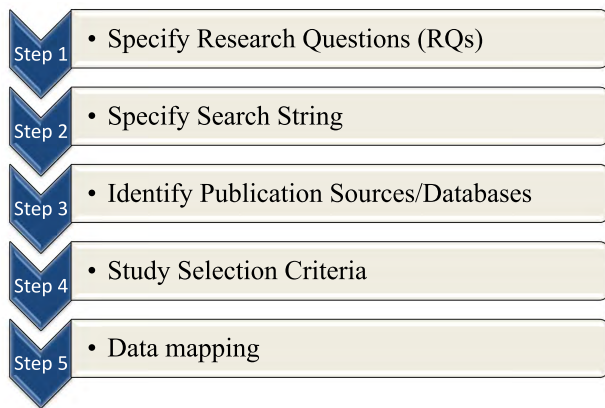 Step 1
• Specify Research Questions (RQs)
Step 2
• Specify Search String
Step 3
• Identify Publication Sources/Databases
Step 4
• Study Selection Criteria
Step 5
• Data mapping